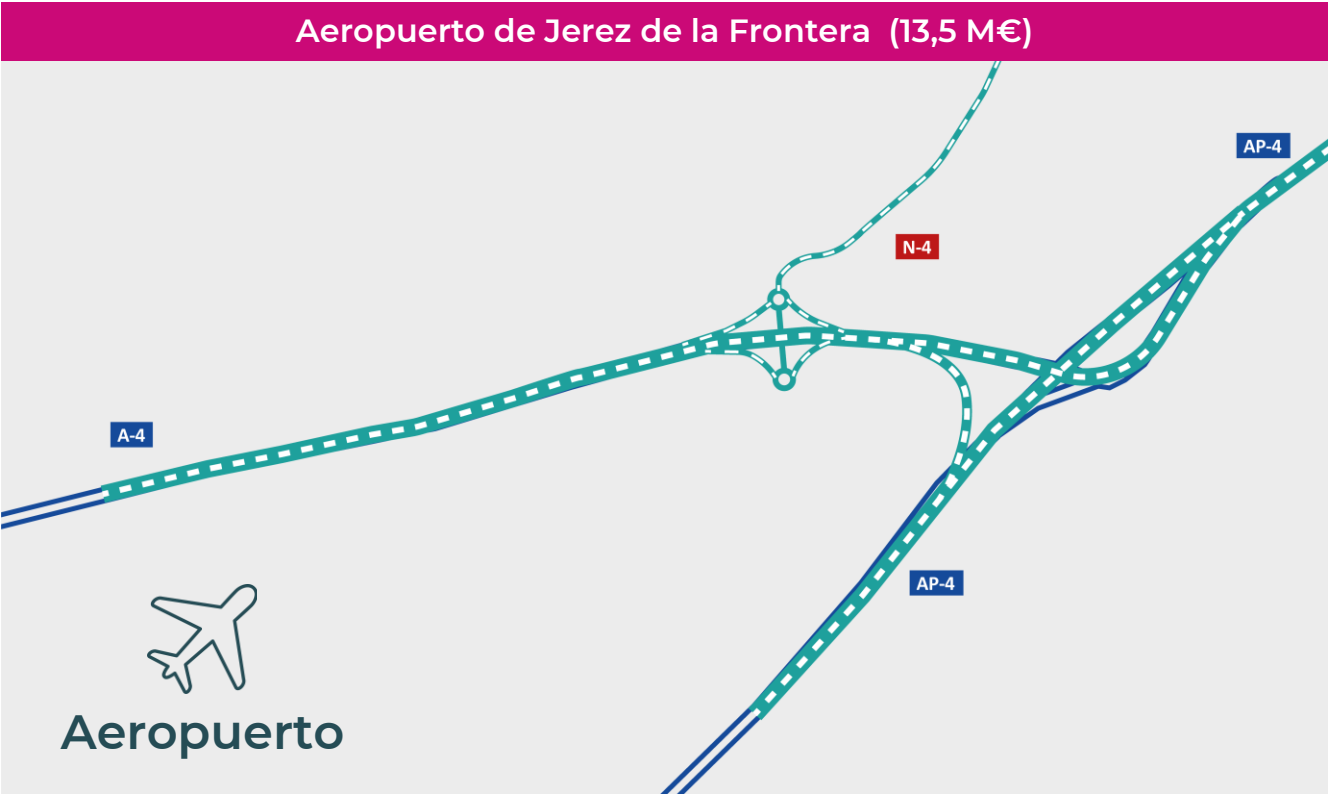 Aeropuerto de Jerez de la Frontera (13,5 M€)
AP-4
N-4
A-4
AP-4
Aeropuerto